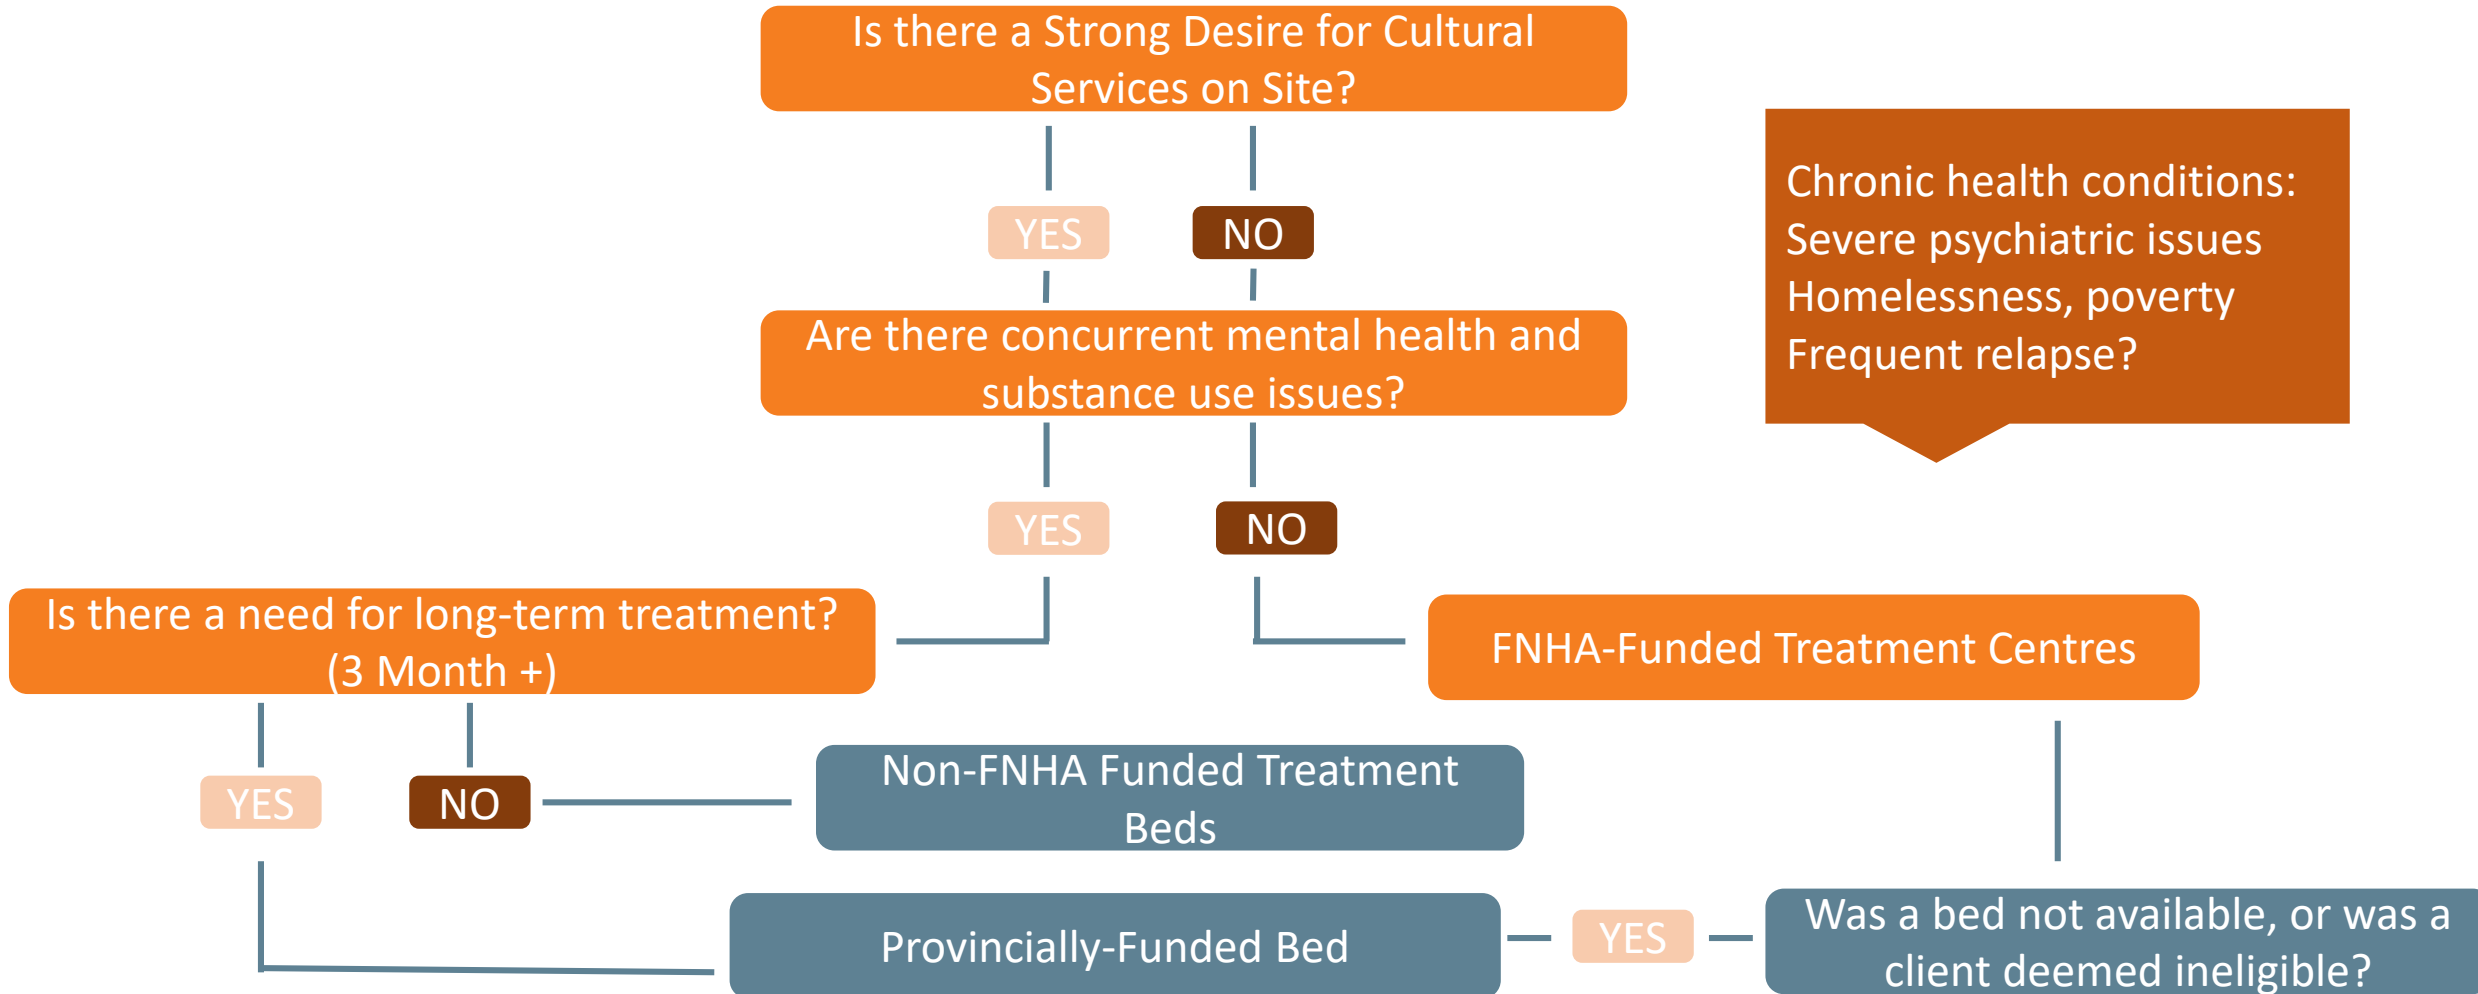 Is there a Strong Desire for Cultural
Services on Site?
Chronic health conditions:
Severe psychiatric issues
Homelessness, poverty
Frequent relapse?
YES
NO
Are there concurrent mental health and
substance use issues?
YES
NO
Is there a need for long-term treatment?
(3 Month +)
FNHA-Funded Treatment Centres
YES
NO
Non-FNHA Funded Treatment
Beds
Provincially-Funded Bed
YES
Was a bed not available, or was a
client deemed ineligible?